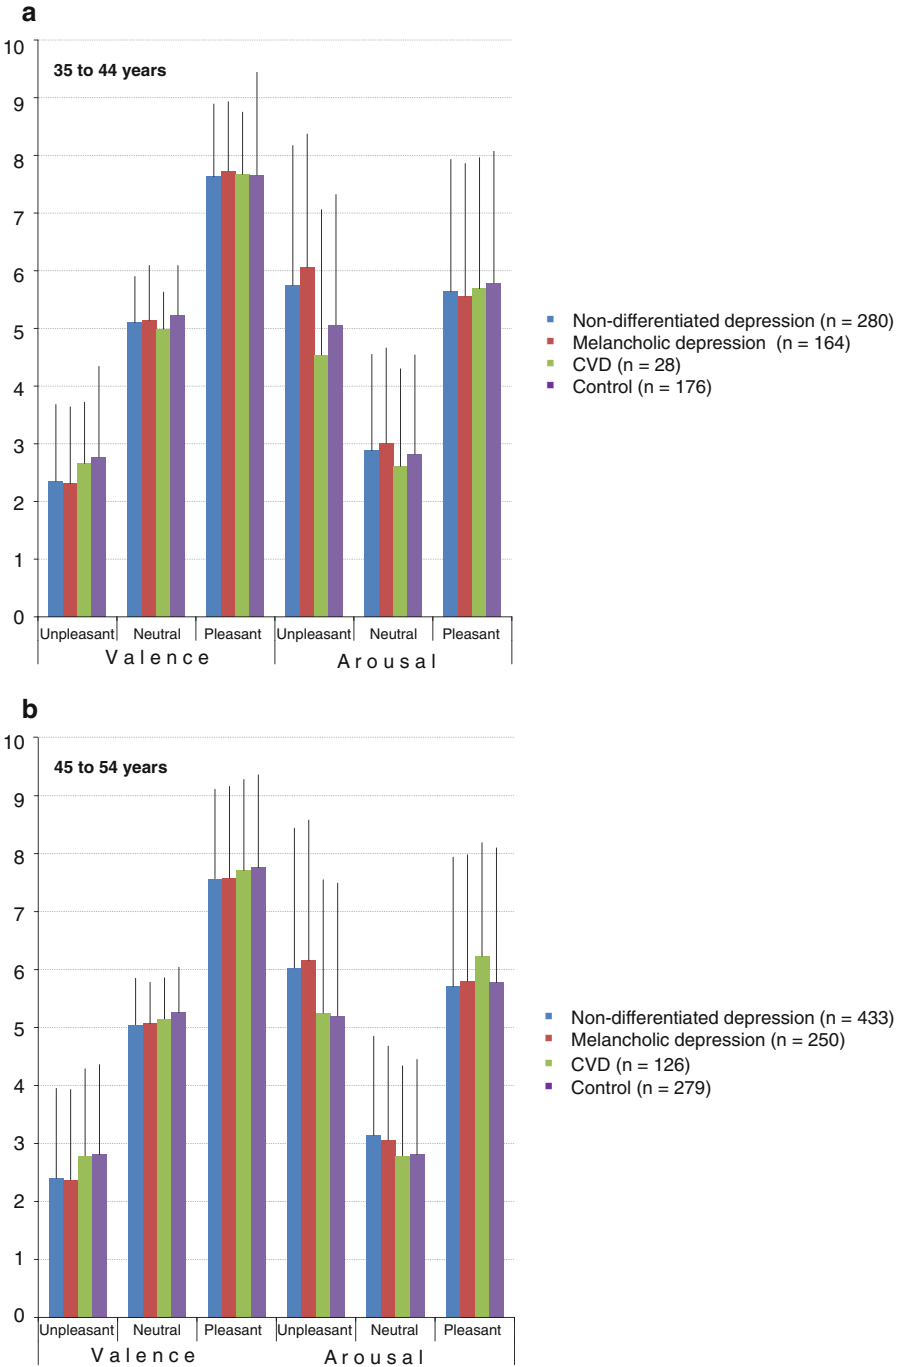 a
10
35 to 44 years
9
8
7
6
5
4
3
2
1
0
Non-differentiated depression (n = 280)
Melancholic depression (n = 164)
CVD (n = 28)
Control (n = 176)
Unpleasant Neutral Pleasant Unpleasant Neutral Pleasant
Valence Arousal
b
10
45 to 54 years
9
8
7
6
5
4
3
2
1
0
Non-differentiated depression (n = 433)
Melancholic depression (n = 250)
CVD (n = 126)
Control (n = 279)
Unpleasant Neutral Pleasant Unpleasant Neutral Pleasant
Valence Arousal